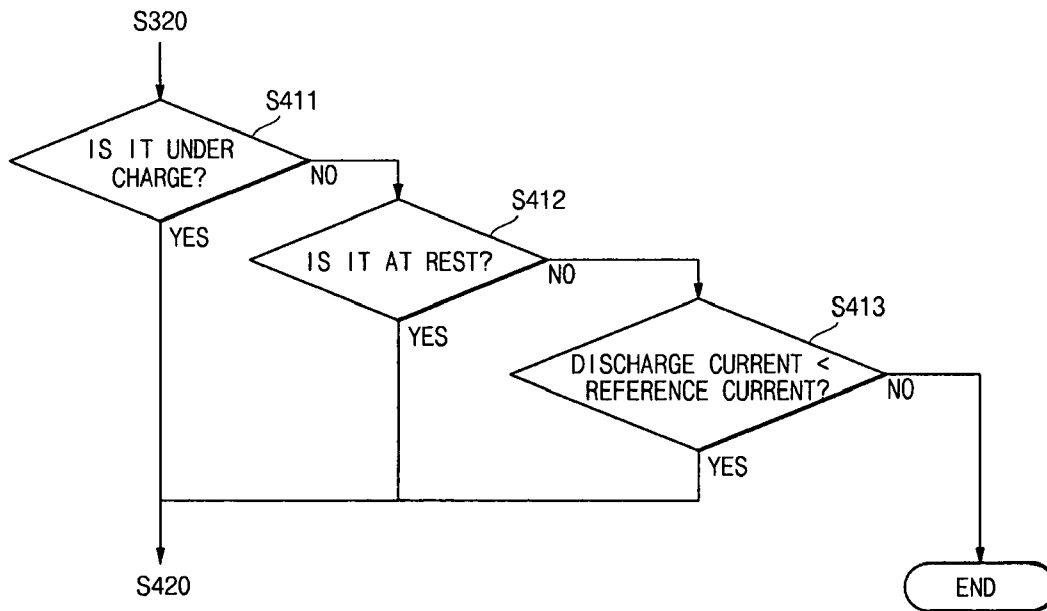 S320
S411
IS IT UNDER
CHARGE?
NO
YES
S412
IS IT AT REST?
NO
YES
S413
DISCHARGE CURRENT <
REFERENCE CURRENT?
NO
YES
S420
END